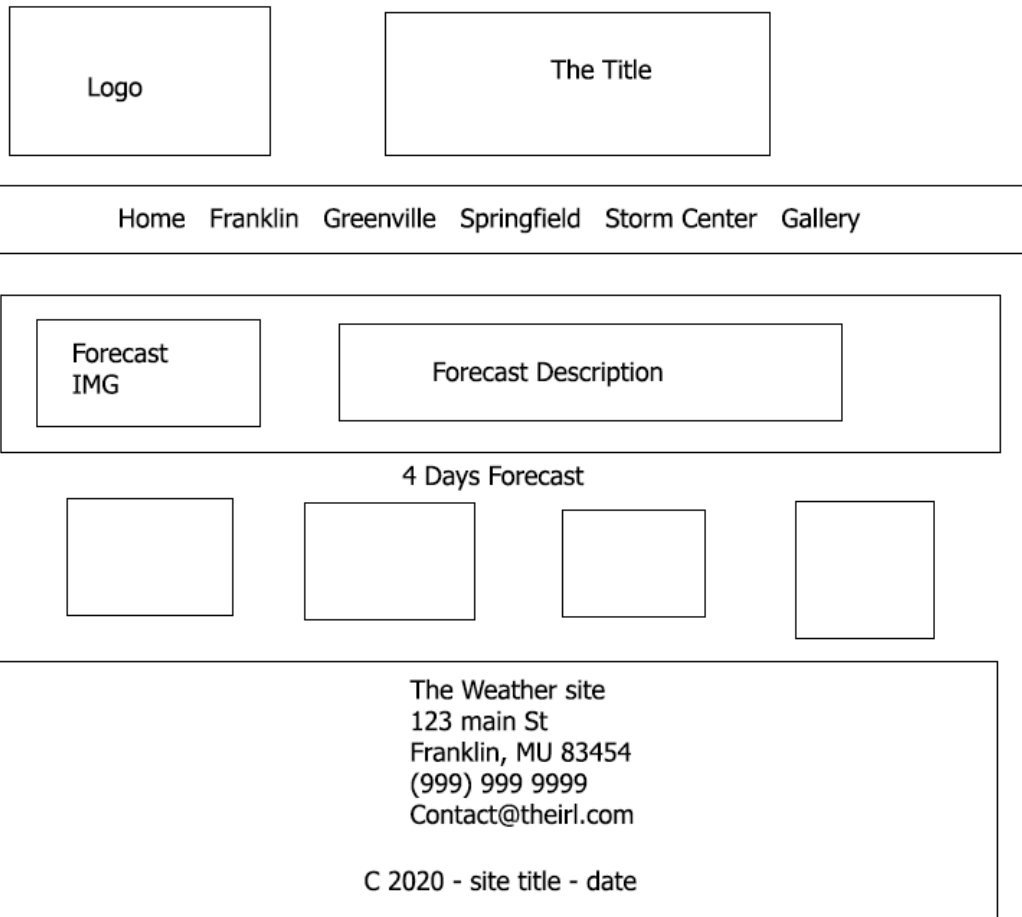 Logo
The Title
Home Franklin Greenville Springfield Storm Center Gallery
Forecast
IMG
Forecast Description
4 Days Forecast
The Weather site
123 main St
Franklin, MU 83454
(999) 999 9999
Contact@theirl.com
C 2020 - site title - date